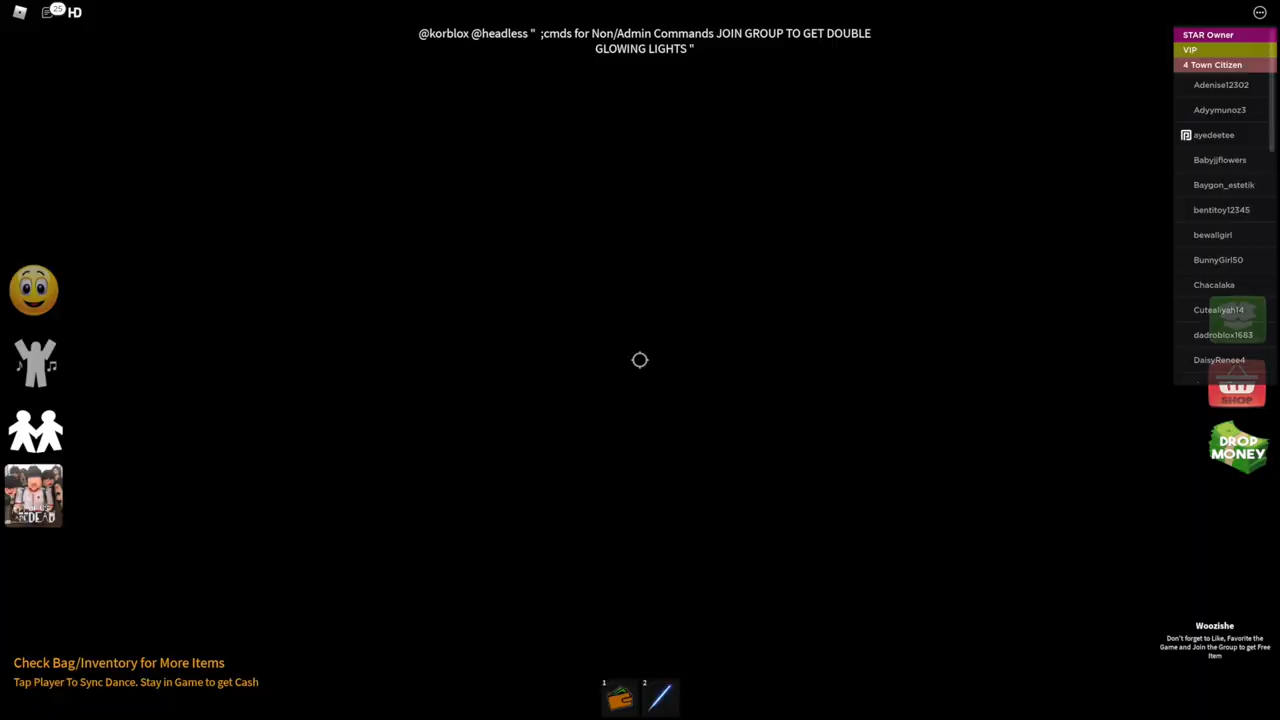 25
HD
@korblox @headless " ;cmds for Non/Admin Commands JOIN GROUP TO GET DOUBLE
GLOWING LIGHTS "
STAR Owner
VIP
4 Town Citizen
Adenise12302
Adyymunoz3
ayedeetee
Babyjjflowers
Baygon_estetik
bentitoy12345
bewallgirl
BunnyGirl50
Chacalaka
Cutealiyah14
dadroblox1683
DaisyRenee4
SHOP
DROP
MONEY
DEAD
Woozishe
Don't forget to Like, Favorite the
Game and Join the Group to get Free
Item
Check Bag/Inventory for More Items
Tap Player To Sync Dance. Stay in Game to get Cash
1
2